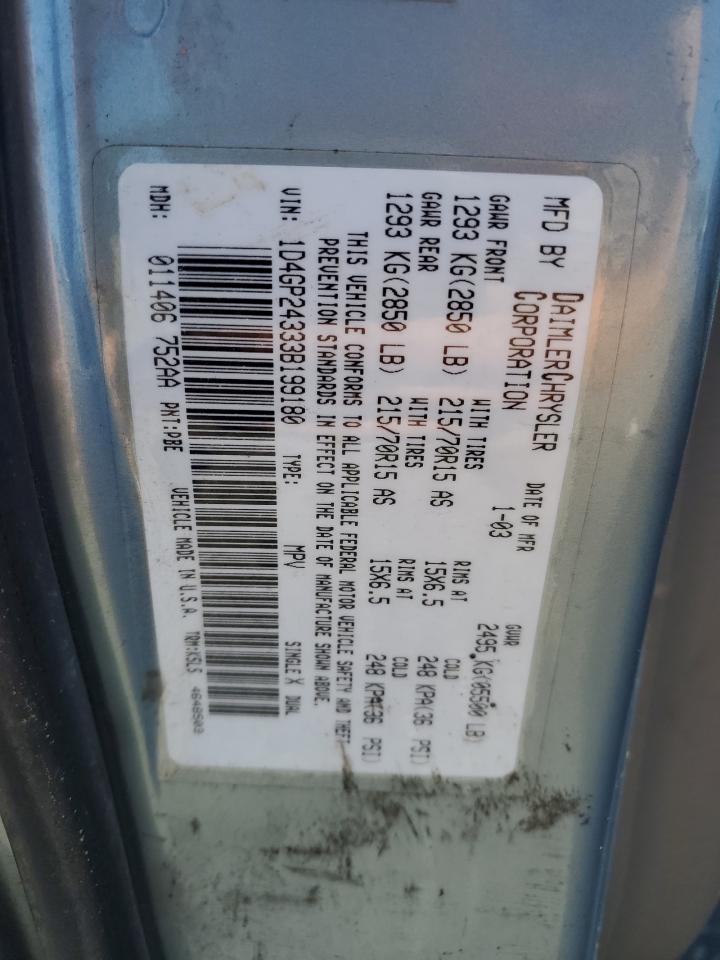 MFD BY DAIMLERCHRYSLER CORPORATION
DATE OF MFR 1-03
GVWR 2495 KG(05500 LB)
GAWR FRONT WITH TIRES RIMS AT COLD
1293 KG(2850 LB) 215/70R15 AS 15X6.5 248 KPA(36 PSI)
GAWR REAR WITH TIRES RIMS AT COLD
1293 KG(2850 LB) 215/70R15 AS 15X6.5 248 KPA(36 PSI)
THIS VEHICLE CONFORMS TO ALL APPLICABLE FEDERAL MOTOR VEHICLE SAFETY AND THEFT
PREVENTION STANDARDS IN EFFECT ON THE DATE OF MANUFACTURE SHOWN ABOVE.
VIN: 1D4GP24333B199180 TYPE: MPV SINGLE X DUAL
MDH: 011406 752AA PNT:PBE VEHICLE MADE IN U.S.A. TRM:K5L5 4648503